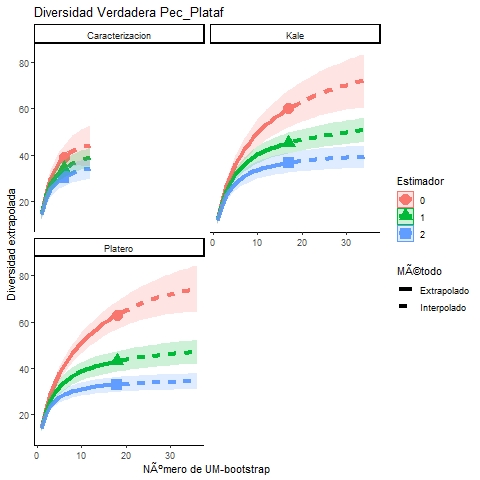 Diversidad Verdadera Pec_Plataf
Caracterizacion
Kale
80
60
40
20
0 10 20 30
Platero
80
60
40
20
0 10 20 30
Diversidad extrapolada
NÃºmero de UM-bootstrap
Estimador
0
1
2
MÃ©todo
Extrapolado
Interpolado